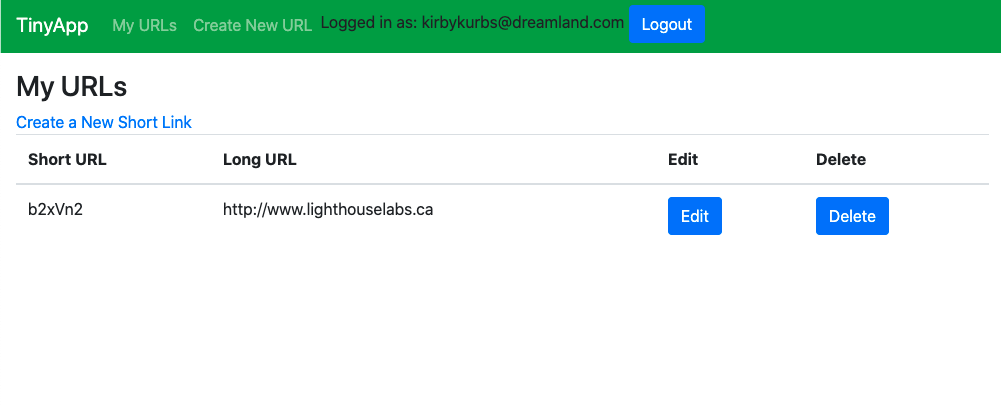 TinyApp My URLs Create New URL Logged in as: kirbykurbs@dreamland.com Logout
My URLs
Create a New Short Link
Short URL Long URL Edit Delete
b2xVn2 http://www.lighthouselabs.ca Edit Delete